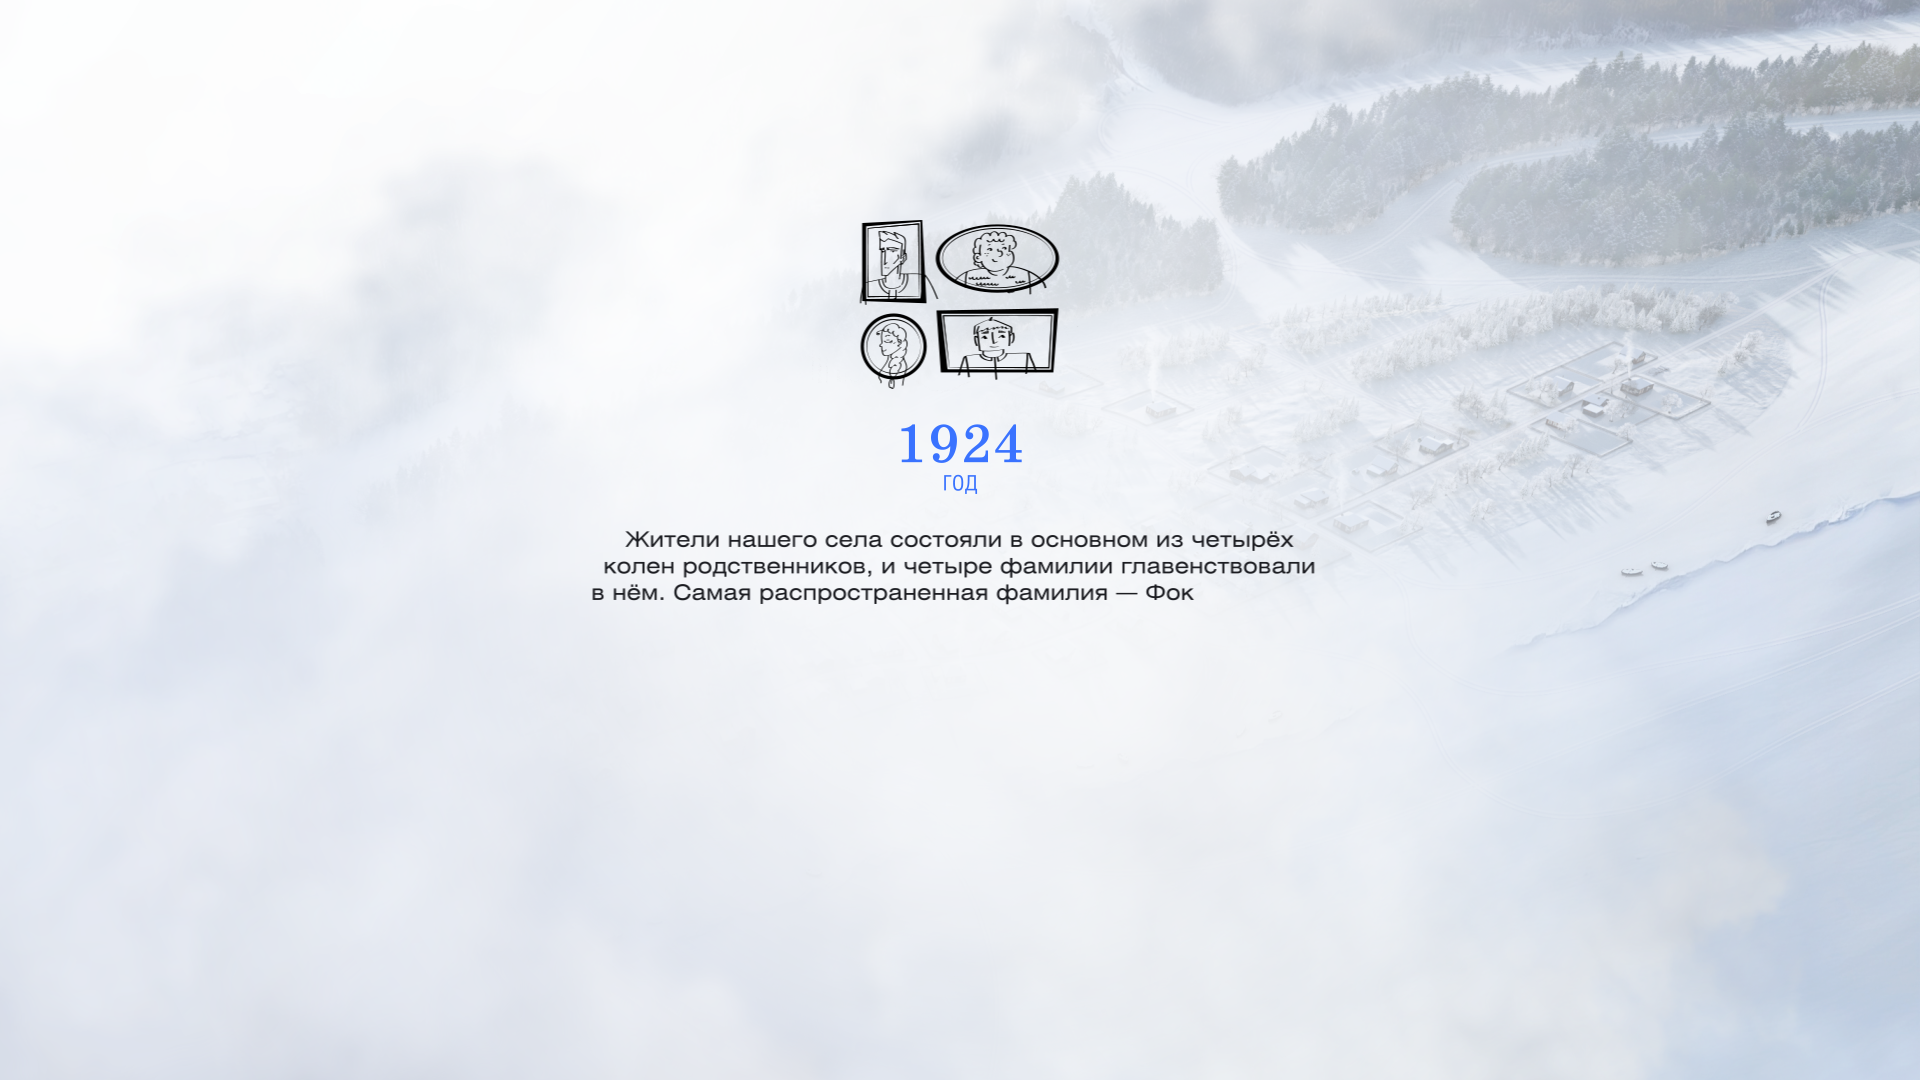 1924
ГОД
Жители нашего села состояли в основном из четырёх
колен родственников, и четыре фамилии главенствовали
в нём. Самая распространенная фамилия — Фок